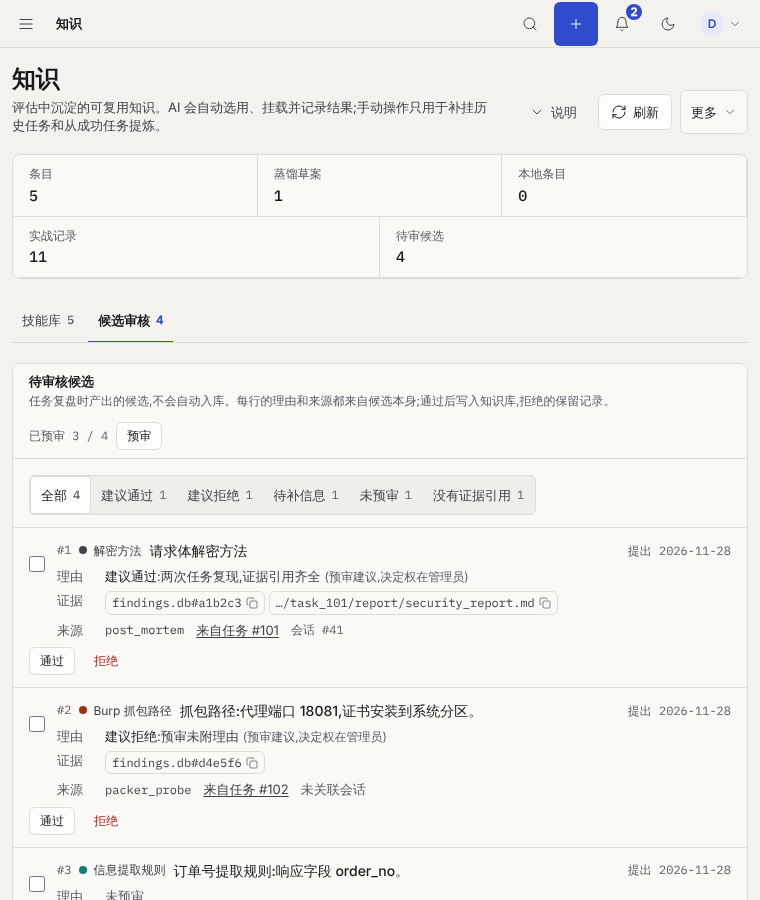 知识
2
D
知识
评估中沉淀的可复用知识。AI 会自动选用、挂载并记录结果;手动操作只用于补挂历
史任务和从成功任务提炼。
说明
刷新
更多
条目
5
蒸馏草案
1
本地条目
0
实战记录
11
待审候选
4
技能库 5
候选审核 4
待审核候选
任务复盘时产出的候选,不会自动入库。每行的理由和来源都来自候选本身;通过后写入知识库,拒绝的保留记录。
已预审 3 / 4 预审
全部 4 建议通过 1 建议拒绝 1 待补信息 1 未预审 1 没有证据引用 1
#1 解密方法 请求体解密方法 提出 2026-11-28
理由 建议通过:两次任务复现,证据引用齐全 (预审建议,决定权在管理员)
证据 findings.db#a1b2c3 …/task_101/report/security_report.md
来源 post_mortem 来自任务 #101 会话 #41
通过 拒绝
#2 Burp 抓包路径 抓包路径:代理端口 18081,证书安装到系统分区。 提出 2026-11-28
理由 建议拒绝:预审未附理由 (预审建议,决定权在管理员)
证据 findings.db#d4e5f6
来源 packer_probe 来自任务 #102 未关联会话
通过 拒绝
#3 信息提取规则 订单号提取规则:响应字段 order_no。 提出 2026-11-28
理由 未预审